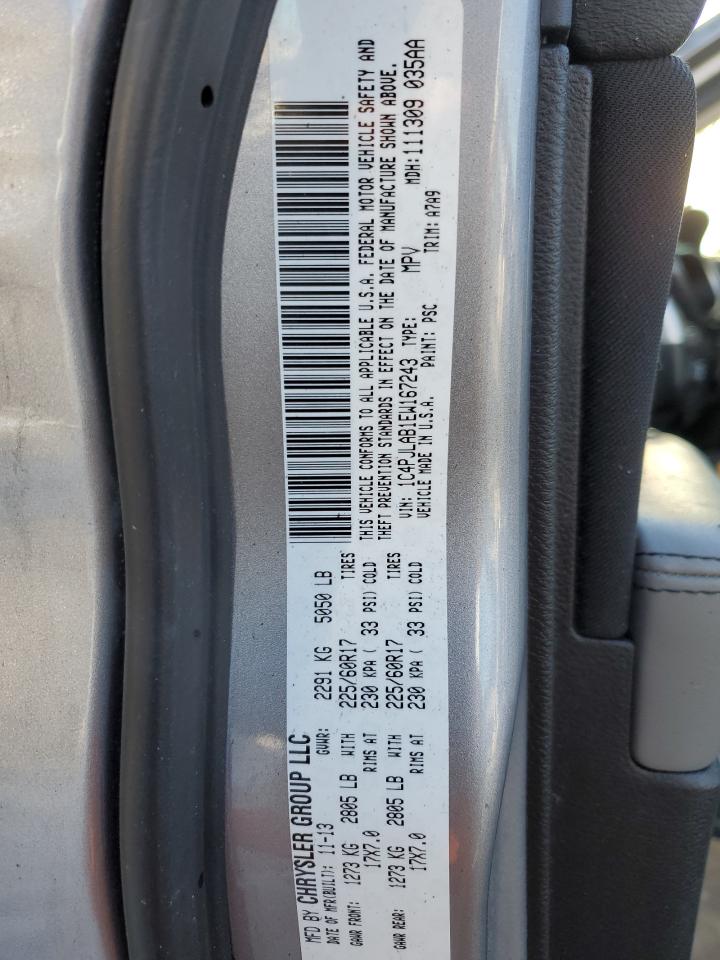 MFD BY CHRYSLER GROUP LLC
DATE OF MFR(BUILT): 11-13 GVWR: 2291 KG 5050 LB
GAWR FRONT: 1273 KG 2805 LB WITH 225/60R17 TIRES
17X7.0 RIMS AT 230 KPA ( 33 PSI) COLD
GAWR REAR: 1273 KG 2805 LB WITH 225/60R17 TIRES
17X7.0 RIMS AT 230 KPA ( 33 PSI) COLD
THIS VEHICLE CONFORMS TO ALL APPLICABLE U.S.A. FEDERAL MOTOR VEHICLE SAFETY AND
THEFT PREVENTION STANDARDS IN EFFECT ON THE DATE OF MANUFACTURE SHOWN ABOVE.
VIN: 1C4PJLAB1EW167243 TYPE: MPV MDH: 111309 035AA
VEHICLE MADE IN U.S.A. PAINT: PSC TRIM: A7A9